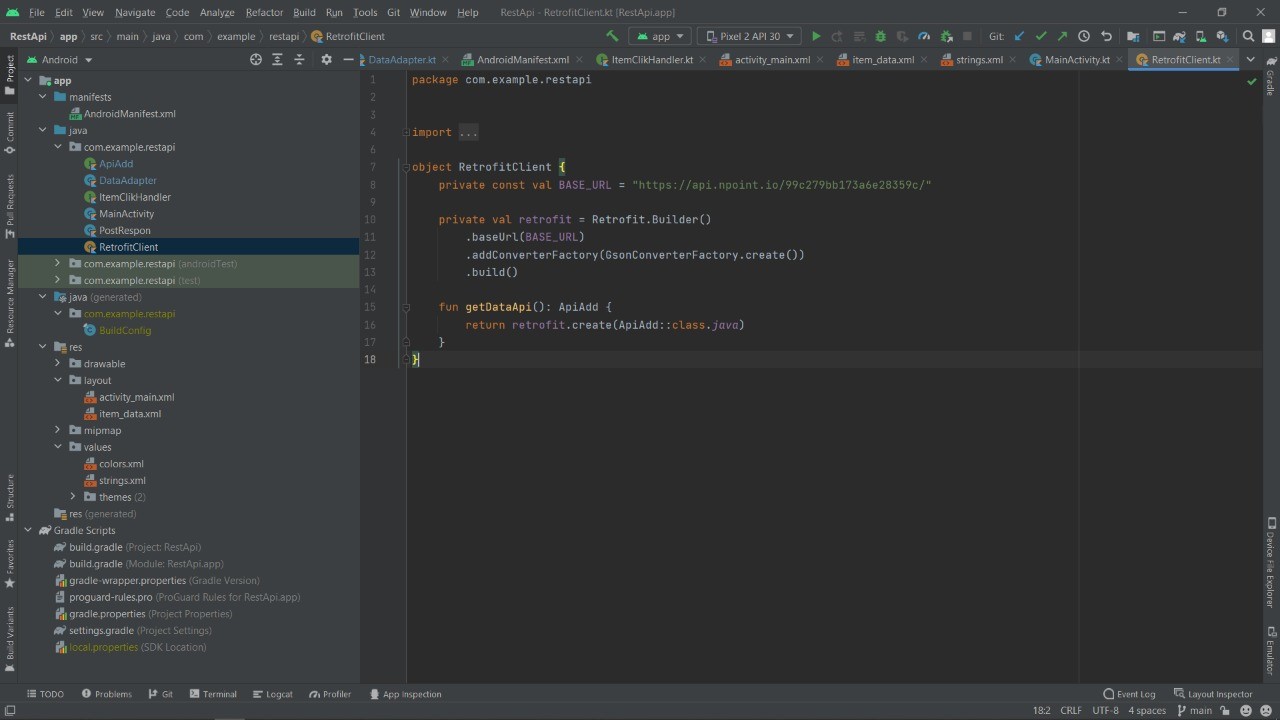 File Edit View Navigate Code Analyze Refactor Build Run Tools Git Window Help RestApi - RetrofitClient.kt [RestApi.app]
RestApi app src main java com example restapi RetrofitClient app Pixel 2 API 30 Git:
Android
DataAdapter.kt AndroidManifest.xml ItemClikHandler.kt activity_main.xml item_data.xml strings.xml MainActivity.kt RetrofitClient.kt
Project
Commit
Pull Requests
Resource Manager
Structure
Favorites
Build Variants
app
manifests
AndroidManifest.xml
java
com.example.restapi
ApiAdd
DataAdapter
ItemClikHandler
MainActivity
PostRespon
RetrofitClient
com.example.restapi (androidTest)
com.example.restapi (test)
java (generated)
com.example.restapi
BuildConfig
res
drawable
layout
activity_main.xml
item_data.xml
mipmap
values
colors.xml
strings.xml
themes (2)
res (generated)
Gradle Scripts
build.gradle (Project: RestApi)
build.gradle (Module: RestApi.app)
gradle-wrapper.properties (Gradle Version)
proguard-rules.pro (ProGuard Rules for RestApi.app)
gradle.properties (Project Properties)
settings.gradle (Project Settings)
local.properties (SDK Location)
1 package com.example.restapi
2
3
4 import ...
6
7 object RetrofitClient {
8 private const val BASE_URL = "https://api.npoint.io/99c279bb173a6e28359c/"
9
10 private val retrofit = Retrofit.Builder()
11 .baseUrl(BASE_URL)
12 .addConverterFactory(GsonConverterFactory.create())
13 .build()
14
15 fun getDataApi(): ApiAdd {
16 return retrofit.create(ApiAdd::class.java)
17 }
18 }
Gradle
Device File Explorer
Emulator
TODO Problems Git Terminal Logcat Profiler App Inspection Event Log Layout Inspector
18:2 CRLF UTF-8 4 spaces main